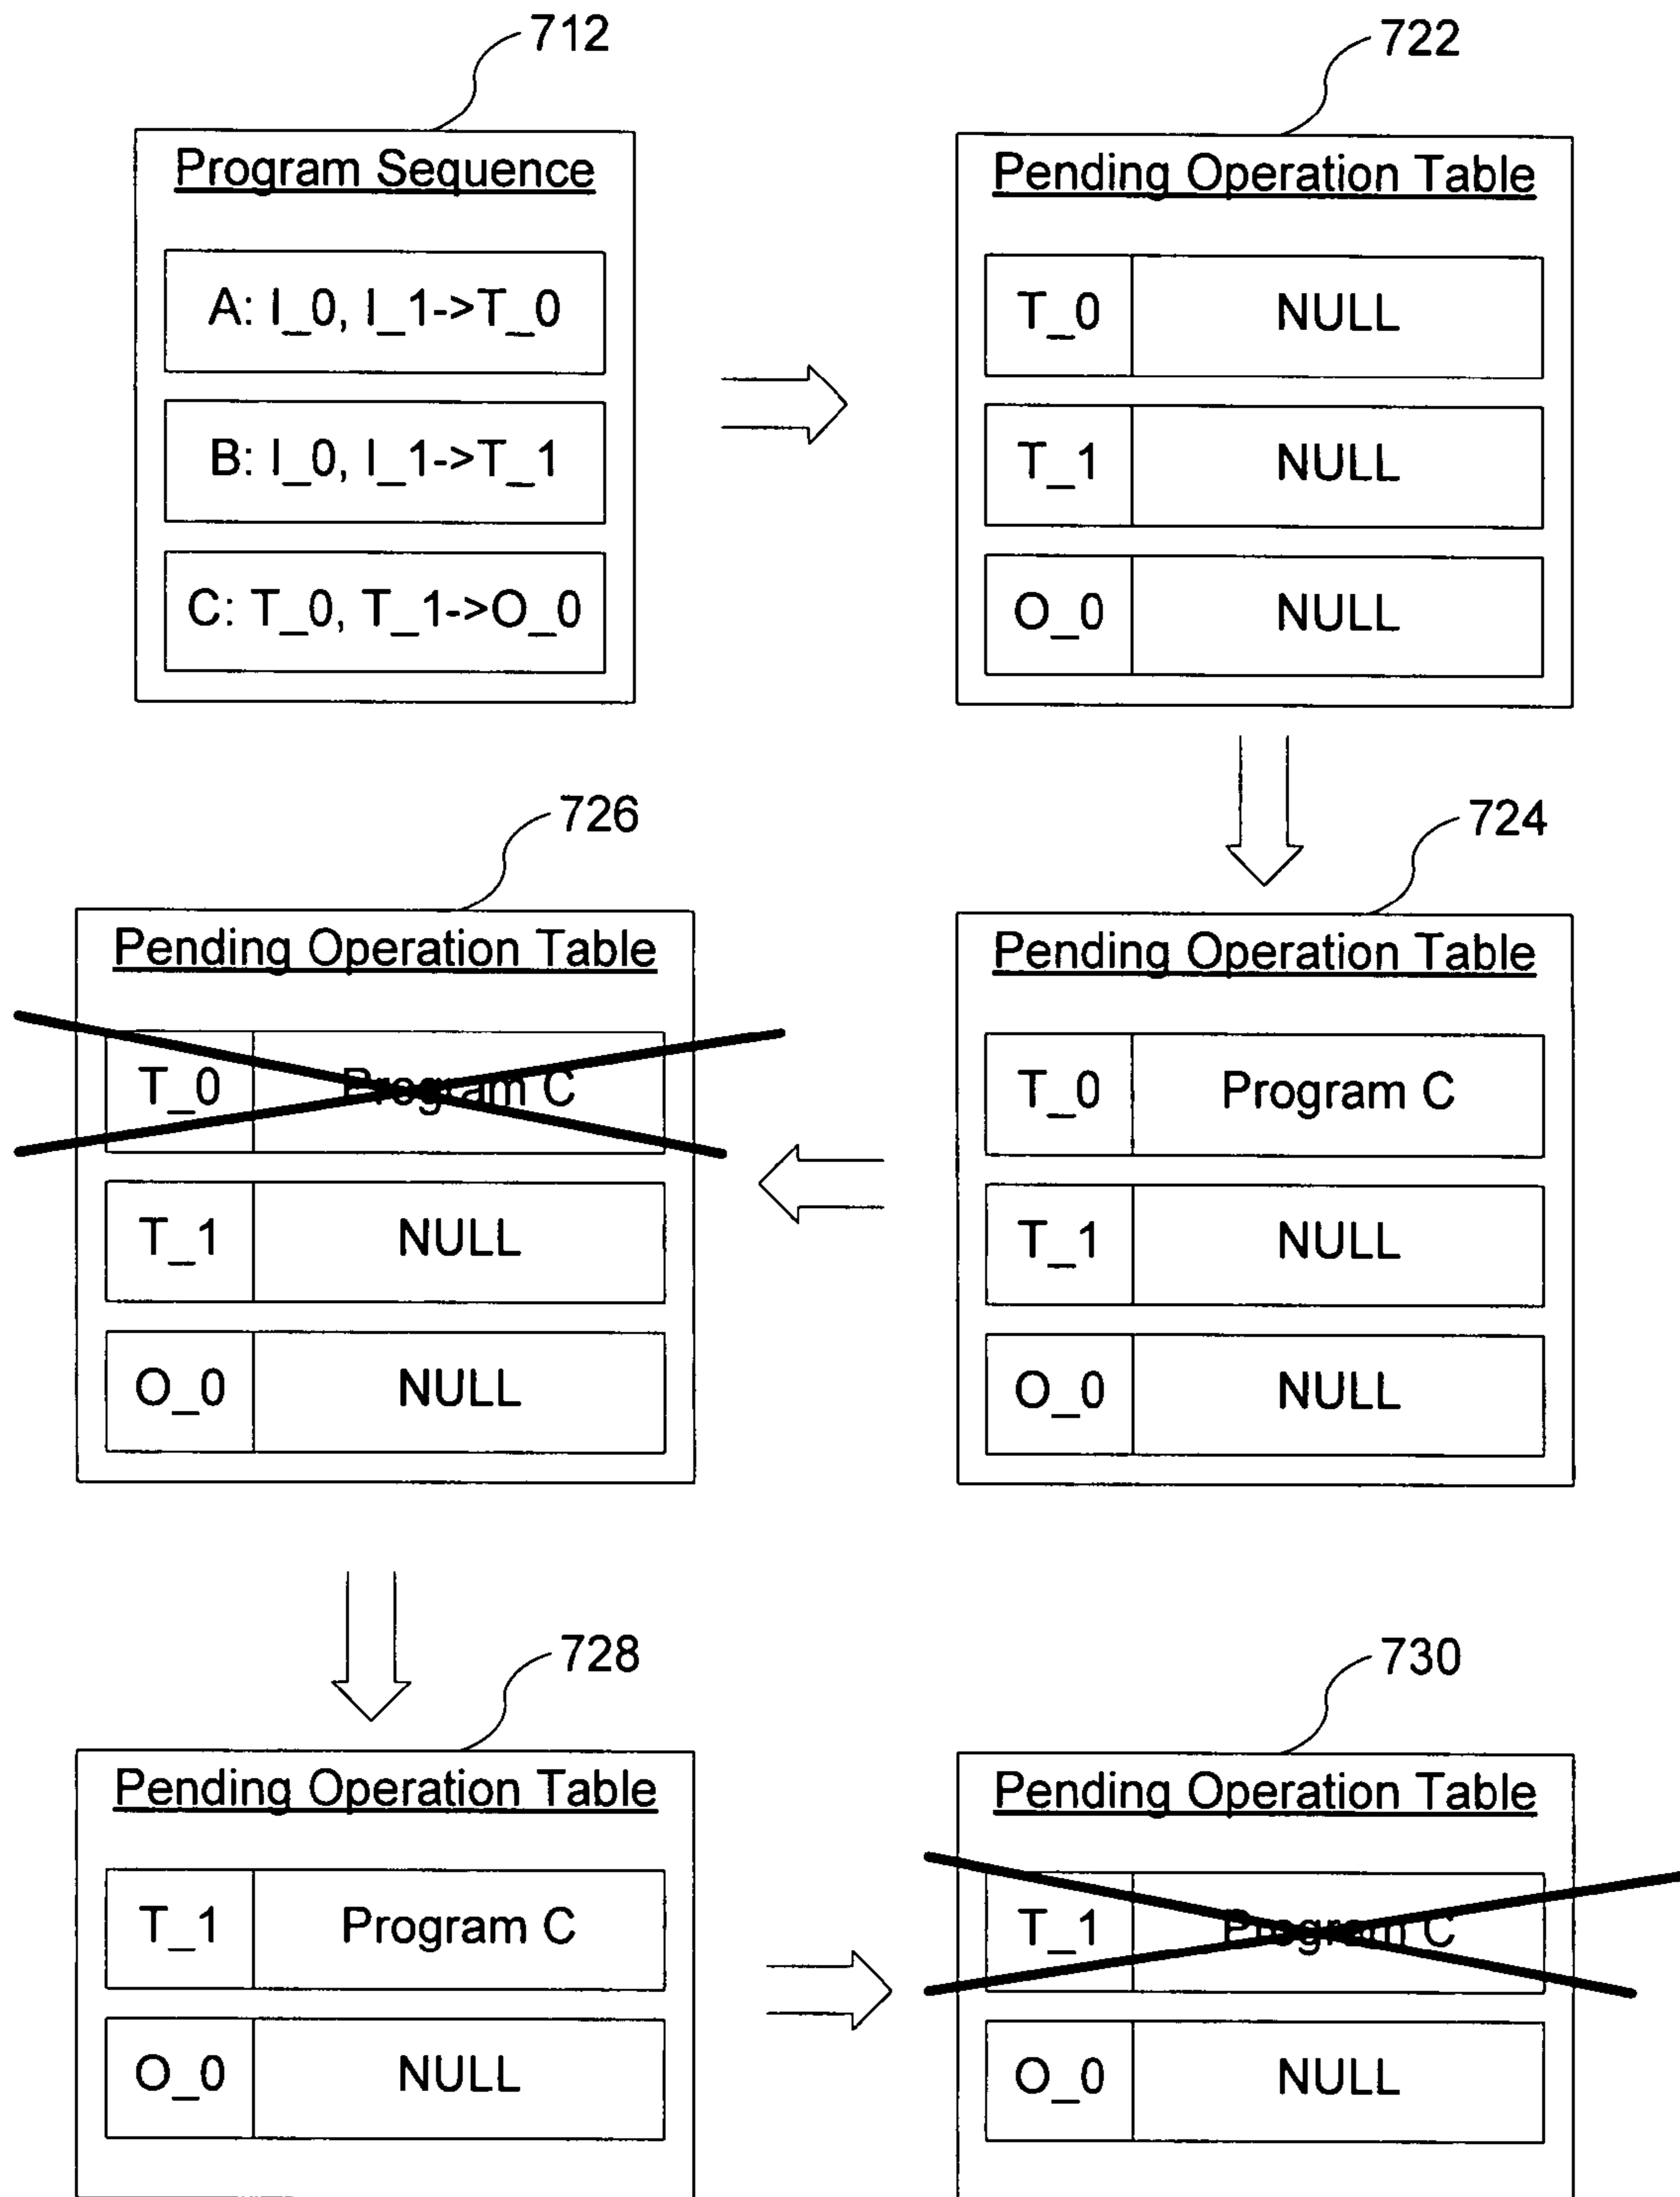 712
Program Sequence
A: I_0, I_1->T_0
B: I_0, I_1->T_1
C: T_0, T_1->O_0
722
Pending Operation Table
T_0 NULL
T_1 NULL
O_0 NULL
726
Pending Operation Table
T_0 Program C
T_1 NULL
O_0 NULL
724
Pending Operation Table
T_0 Program C
T_1 NULL
O_0 NULL
728
Pending Operation Table
T_1 Program C
O_0 NULL
730
Pending Operation Table
T_1 Program C
O_0 NULL